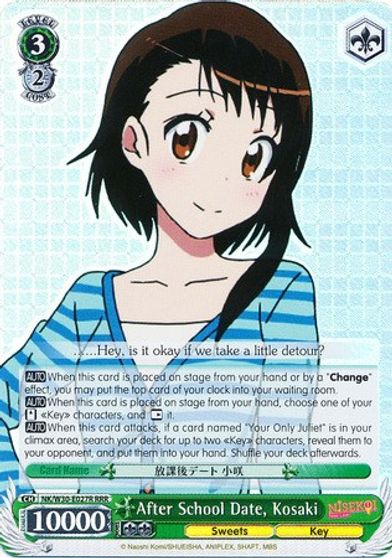 LEVEL
3
2
COST
......Hey, is it okay if we take a little detour?
AUTO When this card is placed on stage from your hand or by a "Change"
effect, you may put the top card of your clock into your waiting room.
AUTO When this card is placed on stage from your hand, choose one of your
«Key» characters, and
AUTO When this card attacks, if a card named "Your Only Juliet" is in your
climax area, search your deck for up to two «Key» characters, reveal them to
your opponent, and put them into your hand. Shuffle your deck afterwards.
Card Name
放課後デート 小咲
NK/W30-E027R RRR
After School Date, Kosaki
NISEKOI
10000
Sweets
Key
© Naoshi Komi/SHUEISHA, ANIPLEX, SHAFT, MBS